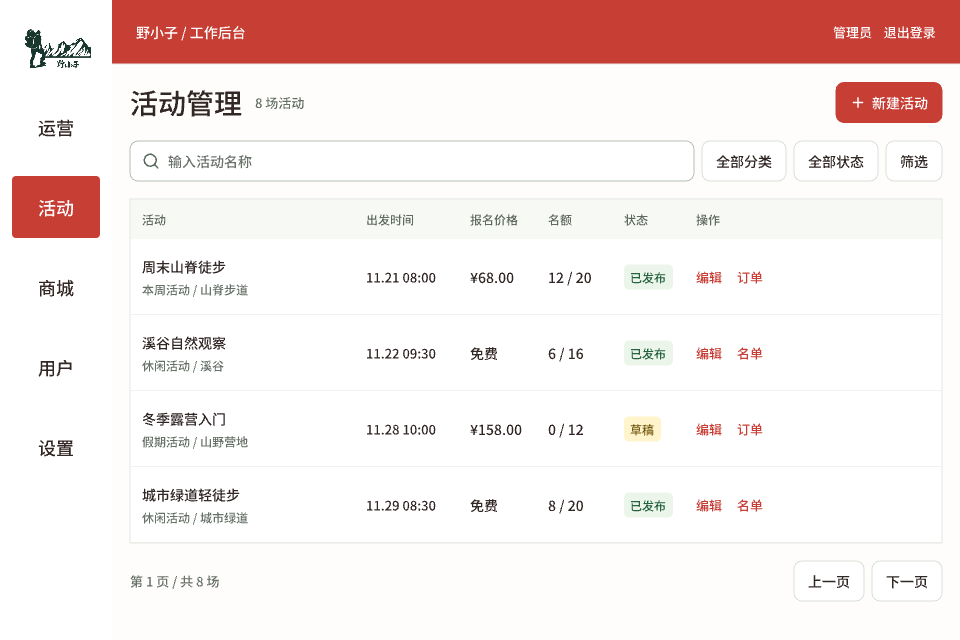 野小子
野小子 / 工作后台
管理员 退出登录
运营
活动
商城
用户
设置
活动管理 8 场活动
+ 新建活动
输入活动名称 全部分类 全部状态 筛选
活动 出发时间 报名价格 名额 状态 操作
周末山脊徒步
本周活动 / 山脊步道
11.21 08:00 ¥68.00 12 / 20 已发布 编辑 订单
溪谷自然观察
休闲活动 / 溪谷
11.22 09:30 免费 6 / 16 已发布 编辑 名单
冬季露营入门
假期活动 / 山野营地
11.28 10:00 ¥158.00 0 / 12 草稿 编辑 订单
城市绿道轻徒步
休闲活动 / 城市绿道
11.29 08:30 免费 8 / 20 已发布 编辑 名单
第 1 页 / 共 8 场
上一页 下一页